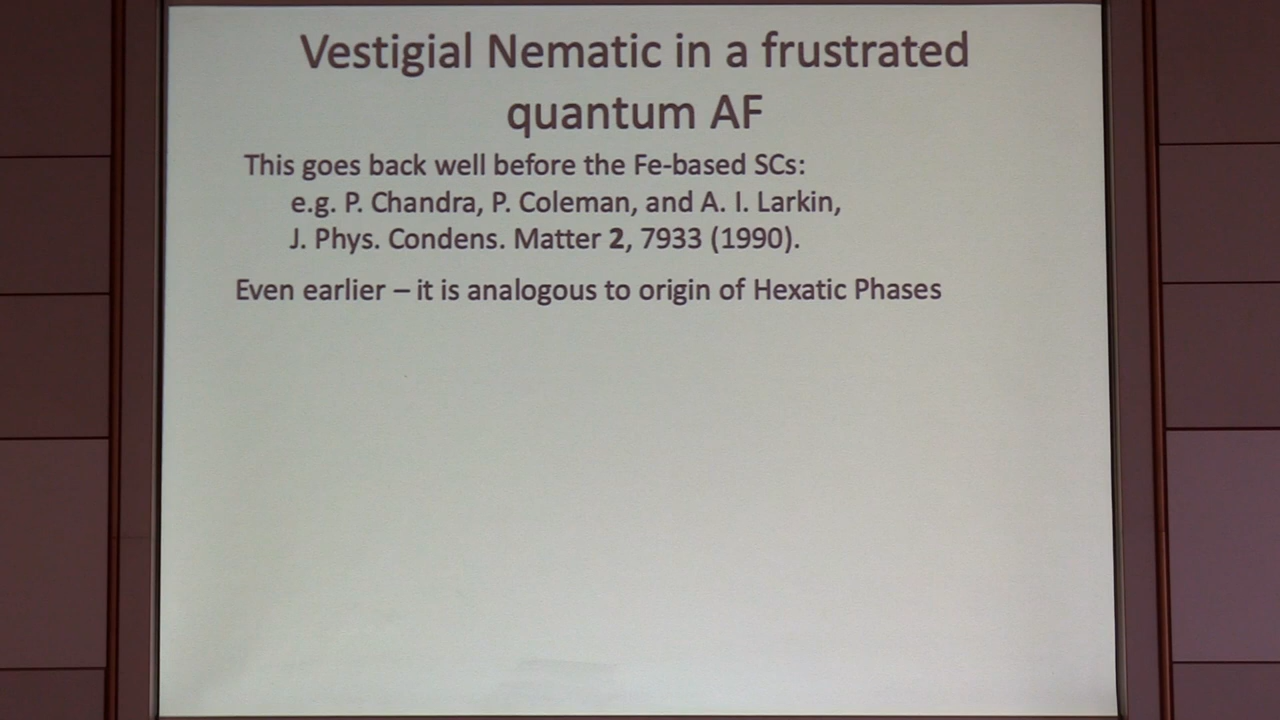 Vestigial Nematic in a frustrated
quantum AF
This goes back well before the Fe-based SCs:
e.g. P. Chandra, P. Coleman, and A. I. Larkin,
J. Phys. Condens. Matter 2, 7933 (1990).
Even earlier – it is analogous to origin of Hexatic Phases